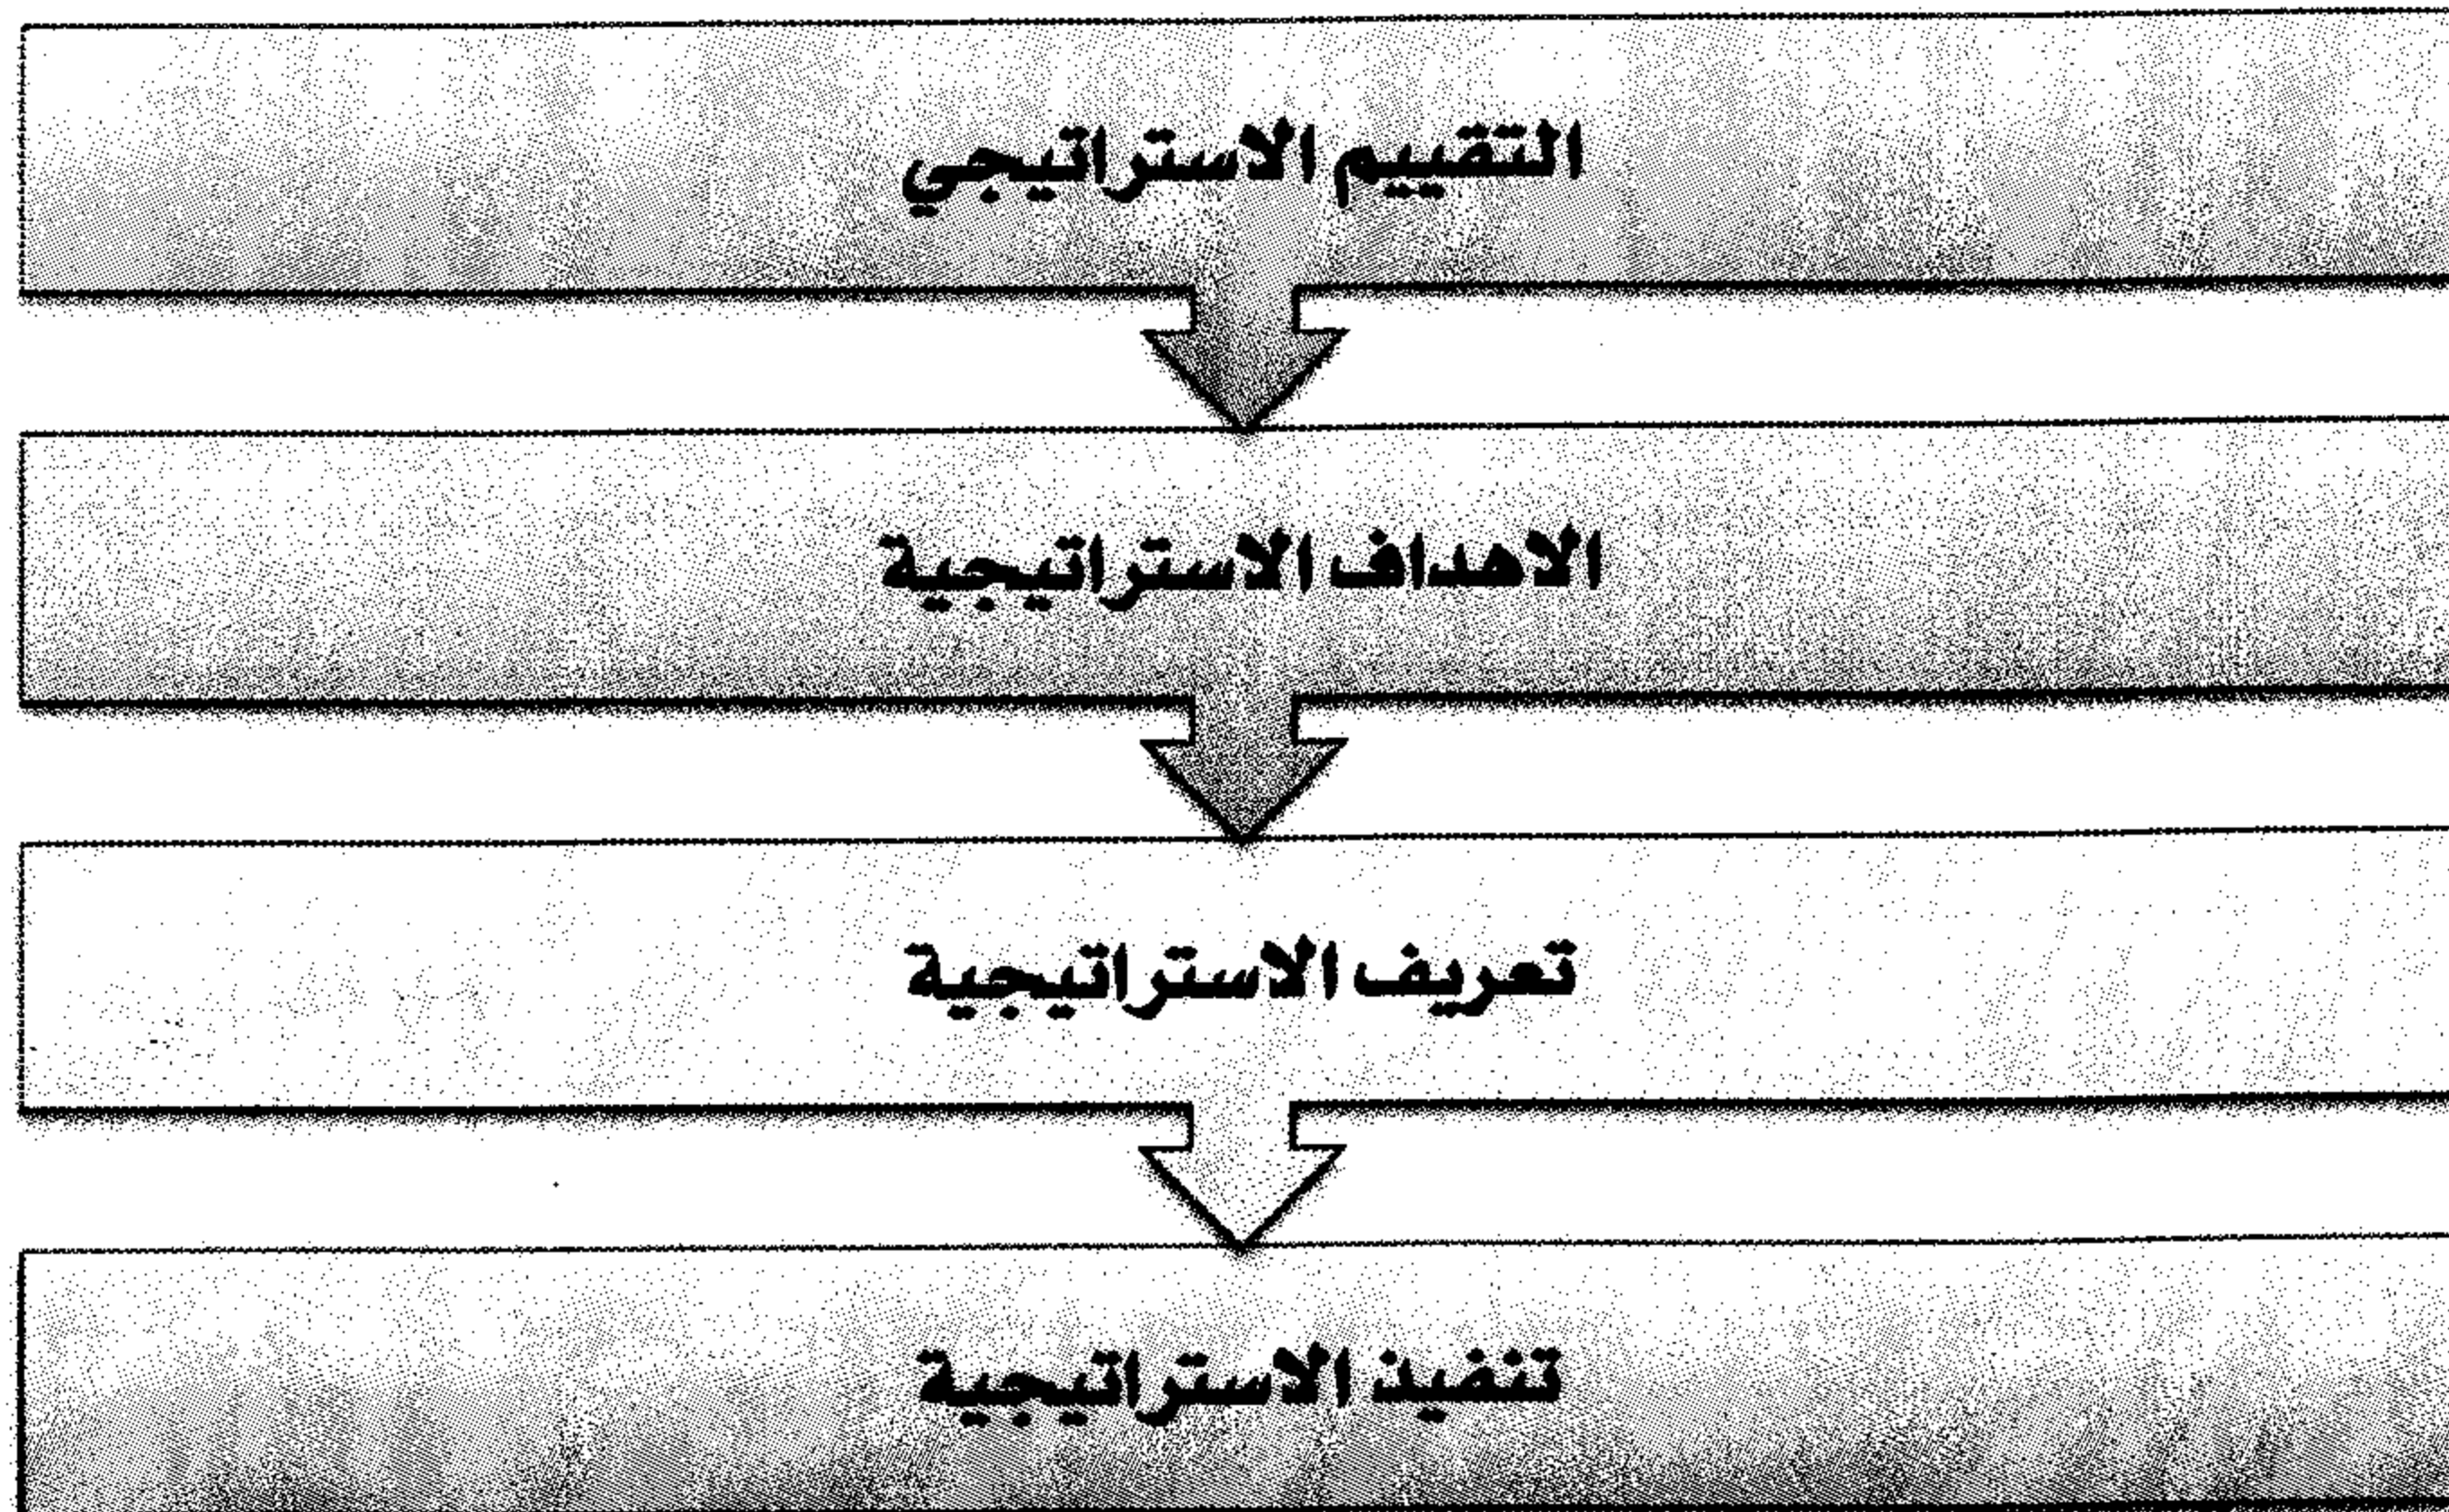 التقييم الاستراتيجي
الاهداف الاستراتيجية
تعريف الاستراتيجية
تنفيذ الاستراتيجية